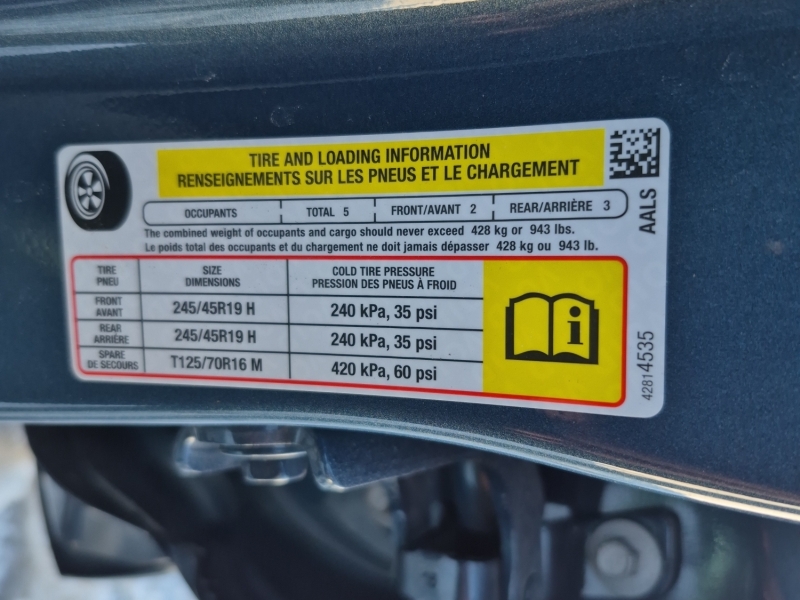 TIRE AND LOADING INFORMATION
RENSEIGNEMENTS SUR LES PNEUS ET LE CHARGEMENT
OCCUPANTS TOTAL 5 FRONT/AVANT 2 REAR/ARRIÈRE 3
The combined weight of occupants and cargo should never exceed 428 kg or 943 lbs.
Le poids total des occupants et du chargement ne doit jamais dépasser 428 kg ou 943 lb.
TIRE SIZE COLD TIRE PRESSURE
PNEU DIMENSIONS PRESSION DES PNEUS À FROID
FRONT
AVANT 245/45R19 H 240 kPa, 35 psi
REAR
ARRIÈRE 245/45R19 H 240 kPa, 35 psi
SPARE
DE SECOURS T125/70R16 M 420 kPa, 60 psi
i
AALS
42814535